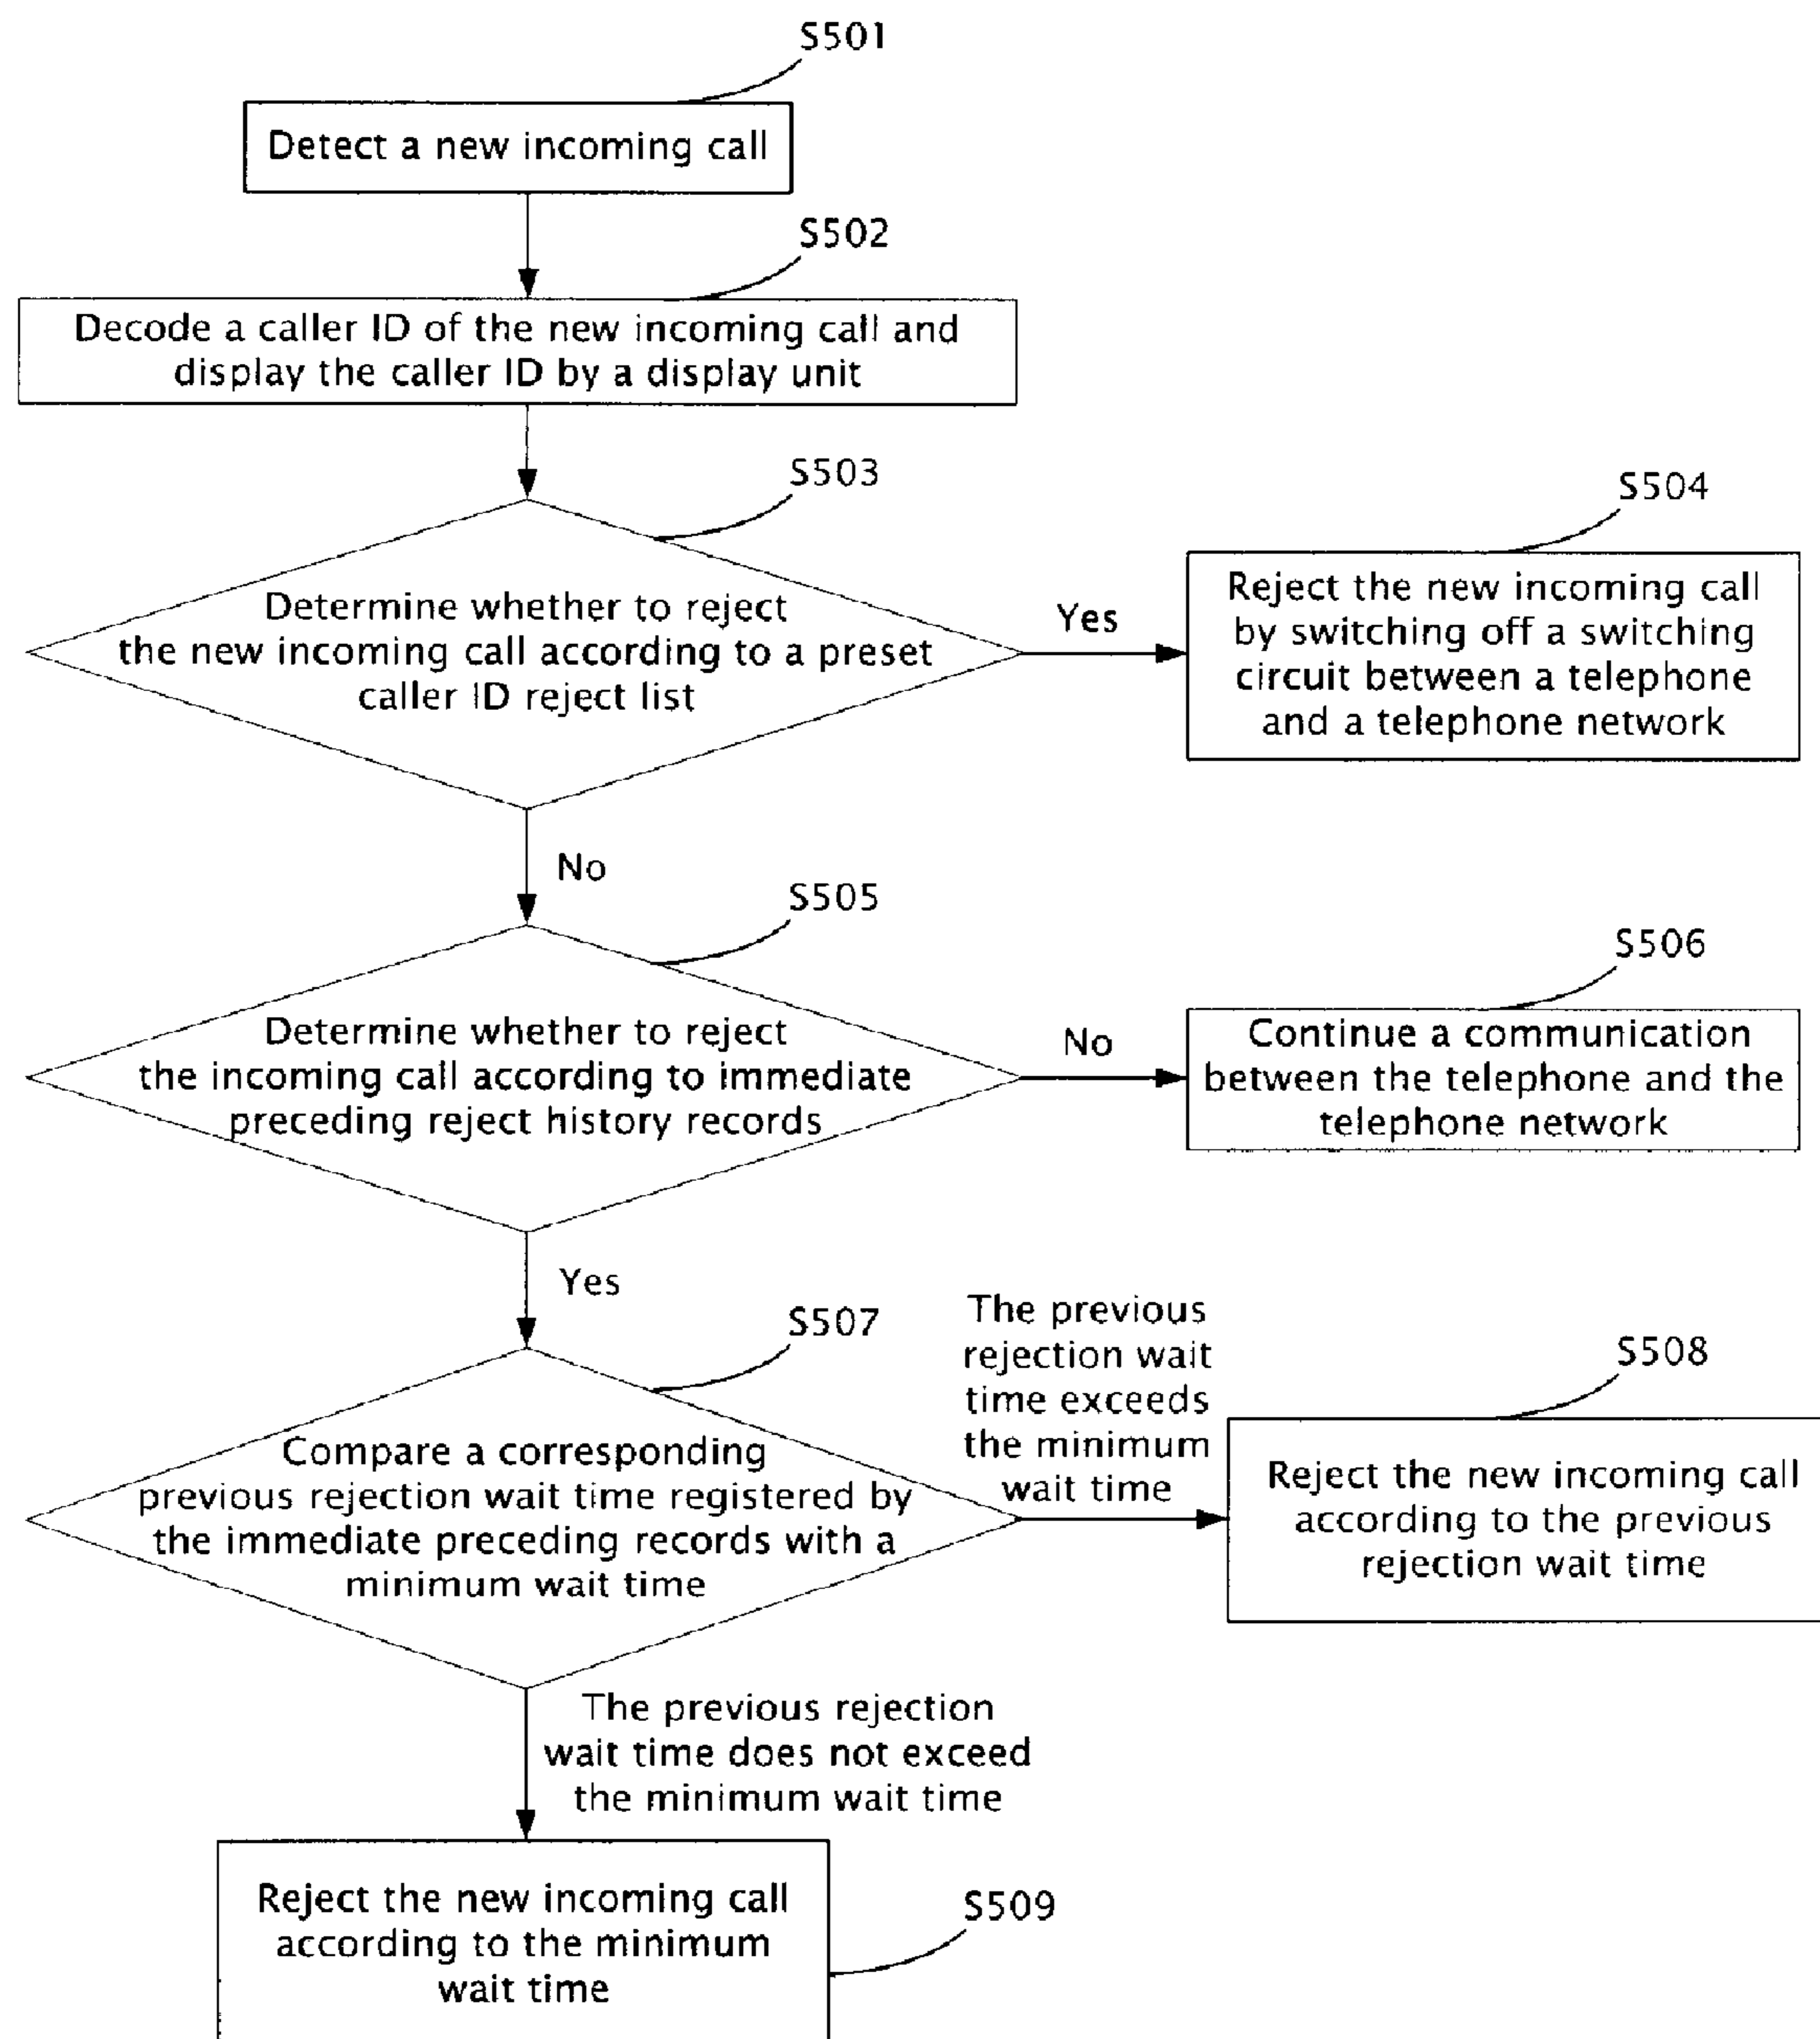 S501
Detect a new incoming call
S502
Decode a caller ID of the new incoming call and
display the caller ID by a display unit
S503
Determine whether to reject
the new incoming call according to a preset
caller ID reject list
Yes
S504
Reject the new incoming call
by switching off a switching
circuit between a telephone
and a telephone network
No
S505
Determine whether to reject
the incoming call according to immediate
preceding reject history records
No
S506
Continue a communication
between the telephone and the
telephone network
Yes
S507
Compare a corresponding
previous rejection wait time registered by
the immediate preceding records with a
minimum wait time
The previous
rejection wait
time exceeds
the minimum
wait time
S508
Reject the new incoming call
according to the previous
rejection wait time
The previous rejection
wait time does not exceed
the minimum wait time
Reject the new incoming call
according to the minimum
wait time
S509